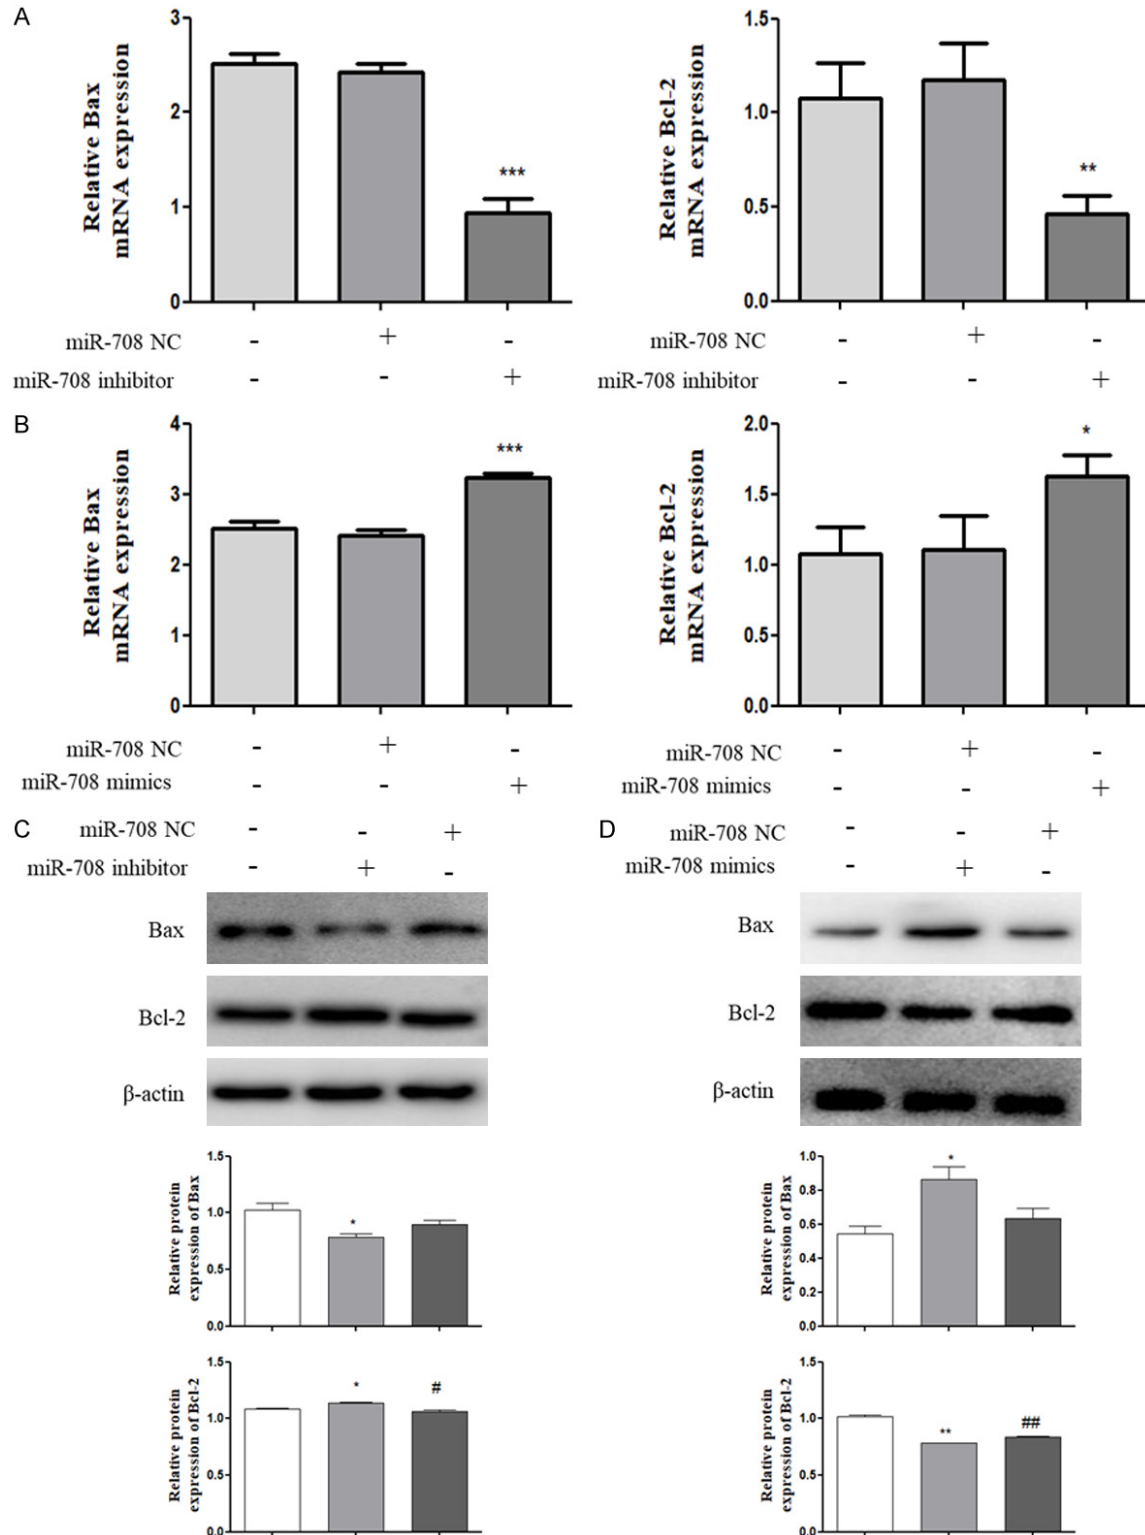 A
Relative Bax
mRNA expression
3
2
1
0
***
miR-708 NC - + -
miR-708 inhibitor - - +
Relative Bcl-2
mRNA expression
1.5
1.0
0.5
0.0
**
miR-708 NC - + -
miR-708 inhibitor - - +
B
Relative Bax
mRNA expression
4
3
2
1
0
***
miR-708 NC - + -
miR-708 mimics - - +
Relative Bcl-2
mRNA expression
2.0
1.5
1.0
0.5
0.0
*
miR-708 NC - + -
miR-708 mimics - - +
C
miR-708 NC - - +
miR-708 inhibitor - + -
Bax
Bcl-2
β-actin
Relative protein
expression of Bax
1.5
1.0
0.5
0.0
*
Relative protein
expression of Bcl-2
1.5
1.0
0.5
0.0
* #
D
miR-708 NC - - +
miR-708 mimics - + -
Bax
Bcl-2
β-actin
Relative protein
expression of Bax
1.0
0.8
0.6
0.4
0.2
0.0
*
Relative protein
expression of Bcl-2
1.5
1.0
0.5
0.0
** ##